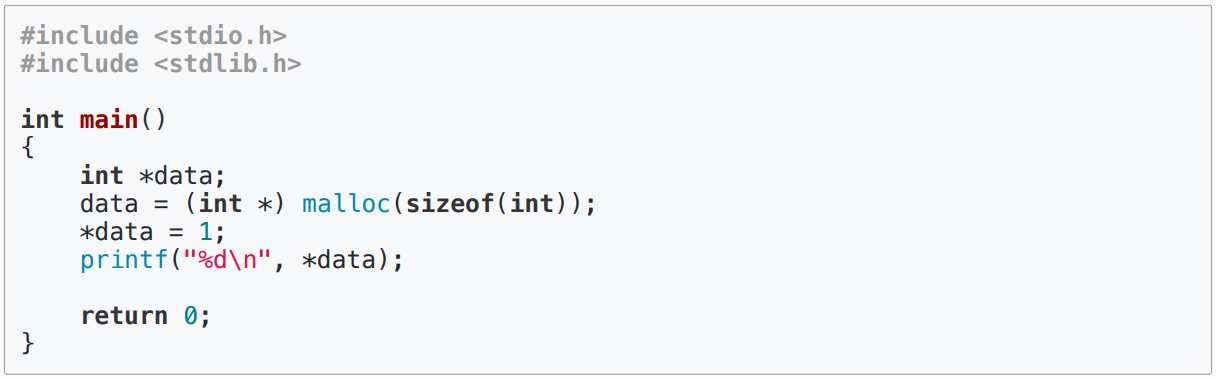 #include <stdio.h>
#include <stdlib.h>

int main()
{
    int *data;
    data = (int *) malloc(sizeof(int));
    *data = 1;
    printf("%d\n", *data);

    return 0;
}